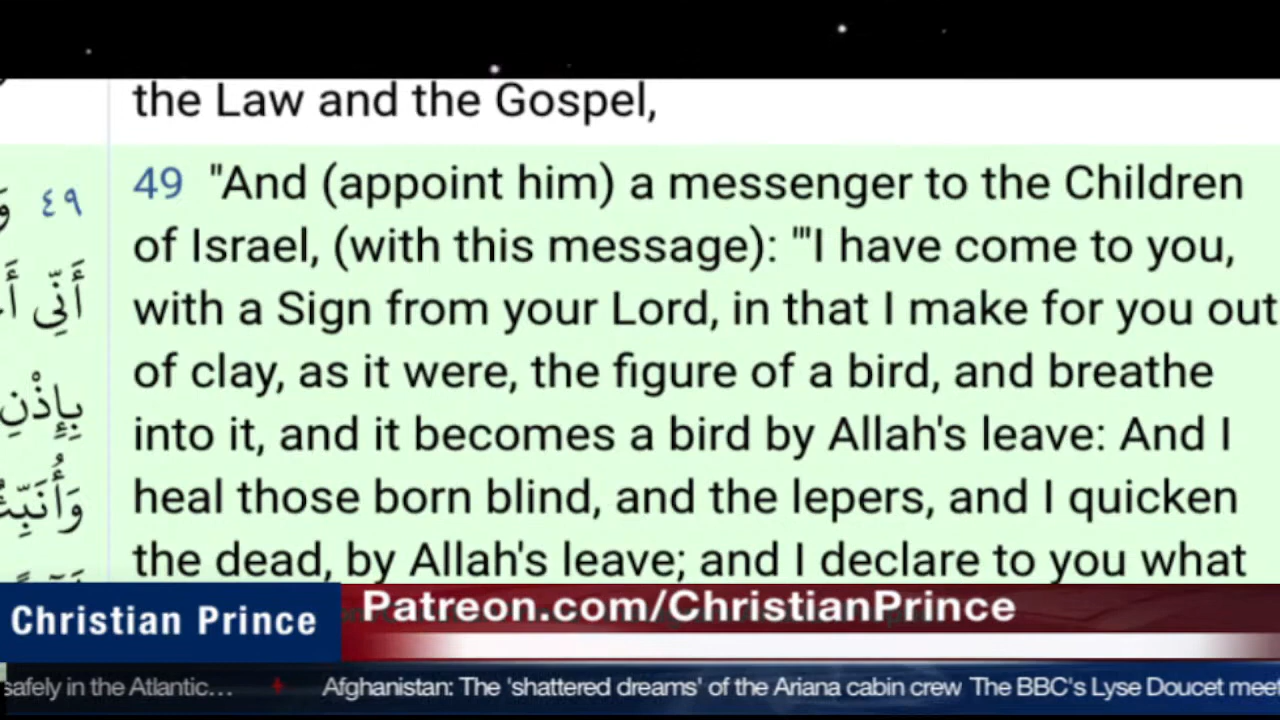 the Law and the Gospel,
٤٩
49 "And (appoint him) a messenger to the Children
of Israel, (with this message): "'I have come to you,
أَنِّى
with a Sign from your Lord, in that I make for you out
of clay, as it were, the figure of a bird, and breathe
بِإِذْنِ
into it, and it becomes a bird by Allah's leave: And I
heal those born blind, and the lepers, and I quicken
the dead, by Allah's leave; and I declare to you what
Christian Prince
Patreon.com/ChristianPrince
safely in the Atlantic... Afghanistan: The 'shattered dreams' of the Ariana cabin crew The BBC's Lyse Doucet meet